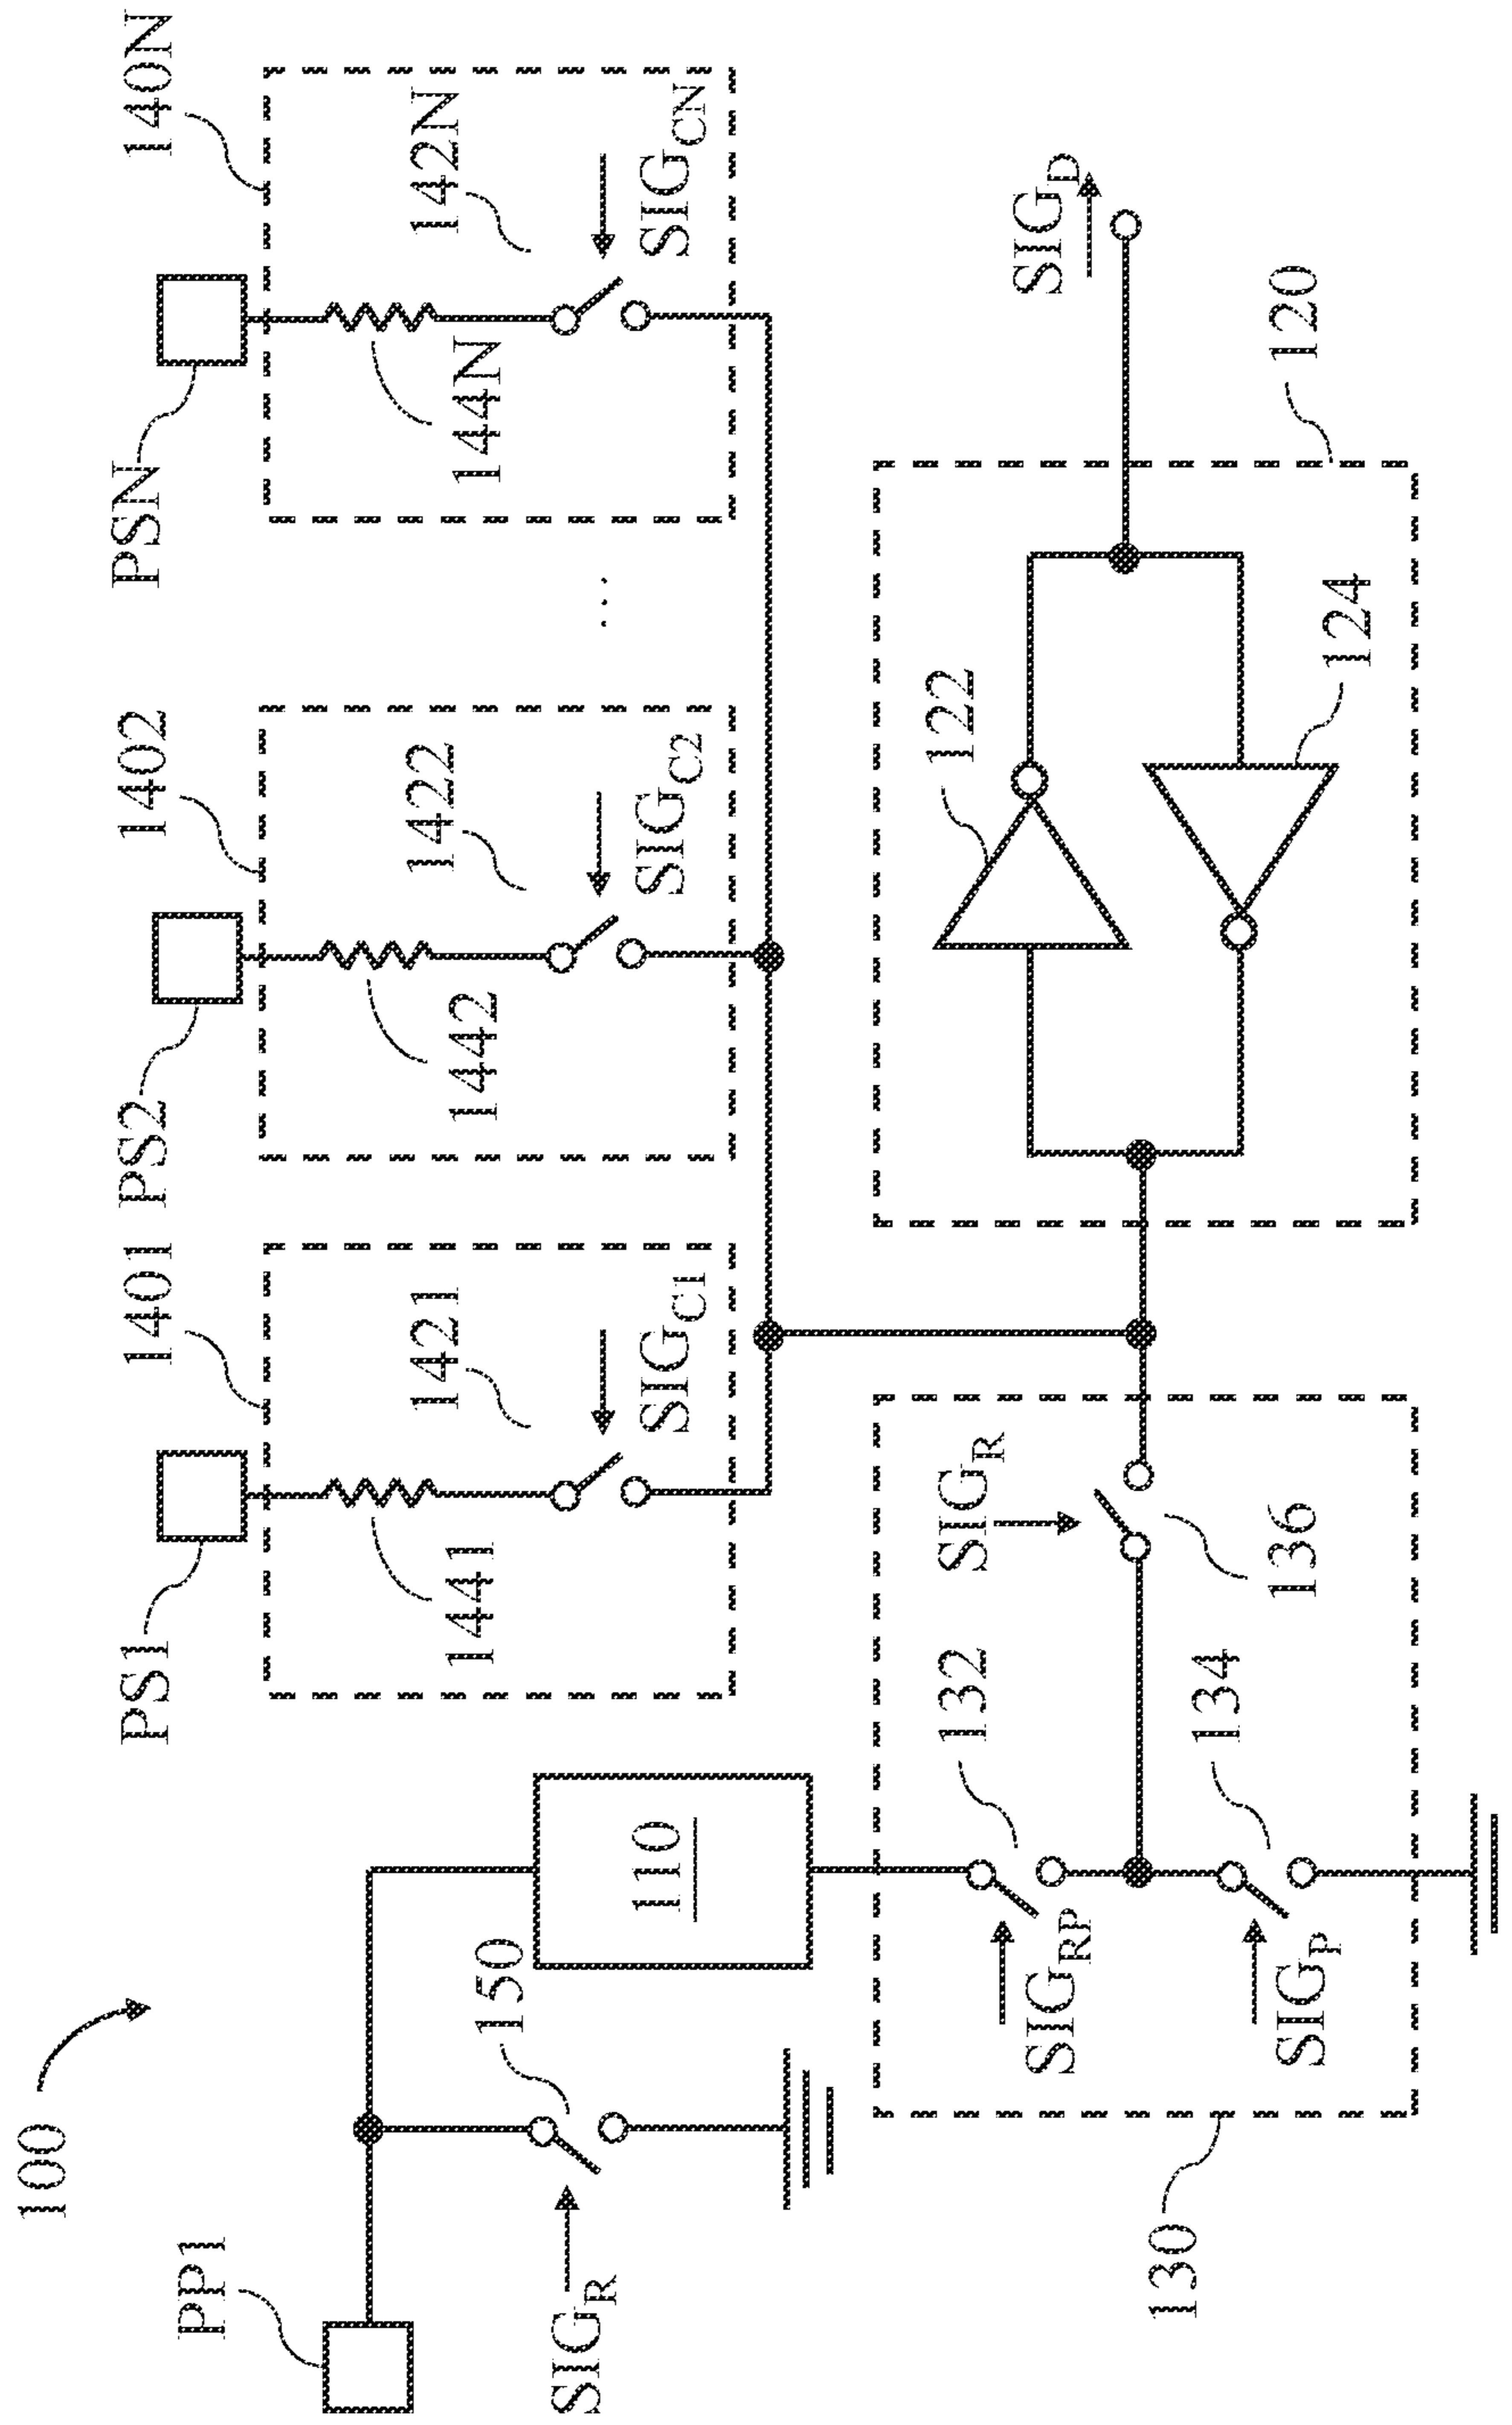 100
PP1
150
SIG_R
110
PS1
1401
1441
1421
SIG_C1
PS2
1402
1442
1422
SIG_C2
...
PSN
140N
144N
142N
SIG_CN
130
SIG_RP
132
SIG_P
134
SIG_R
136
122
124
120
SIG_D